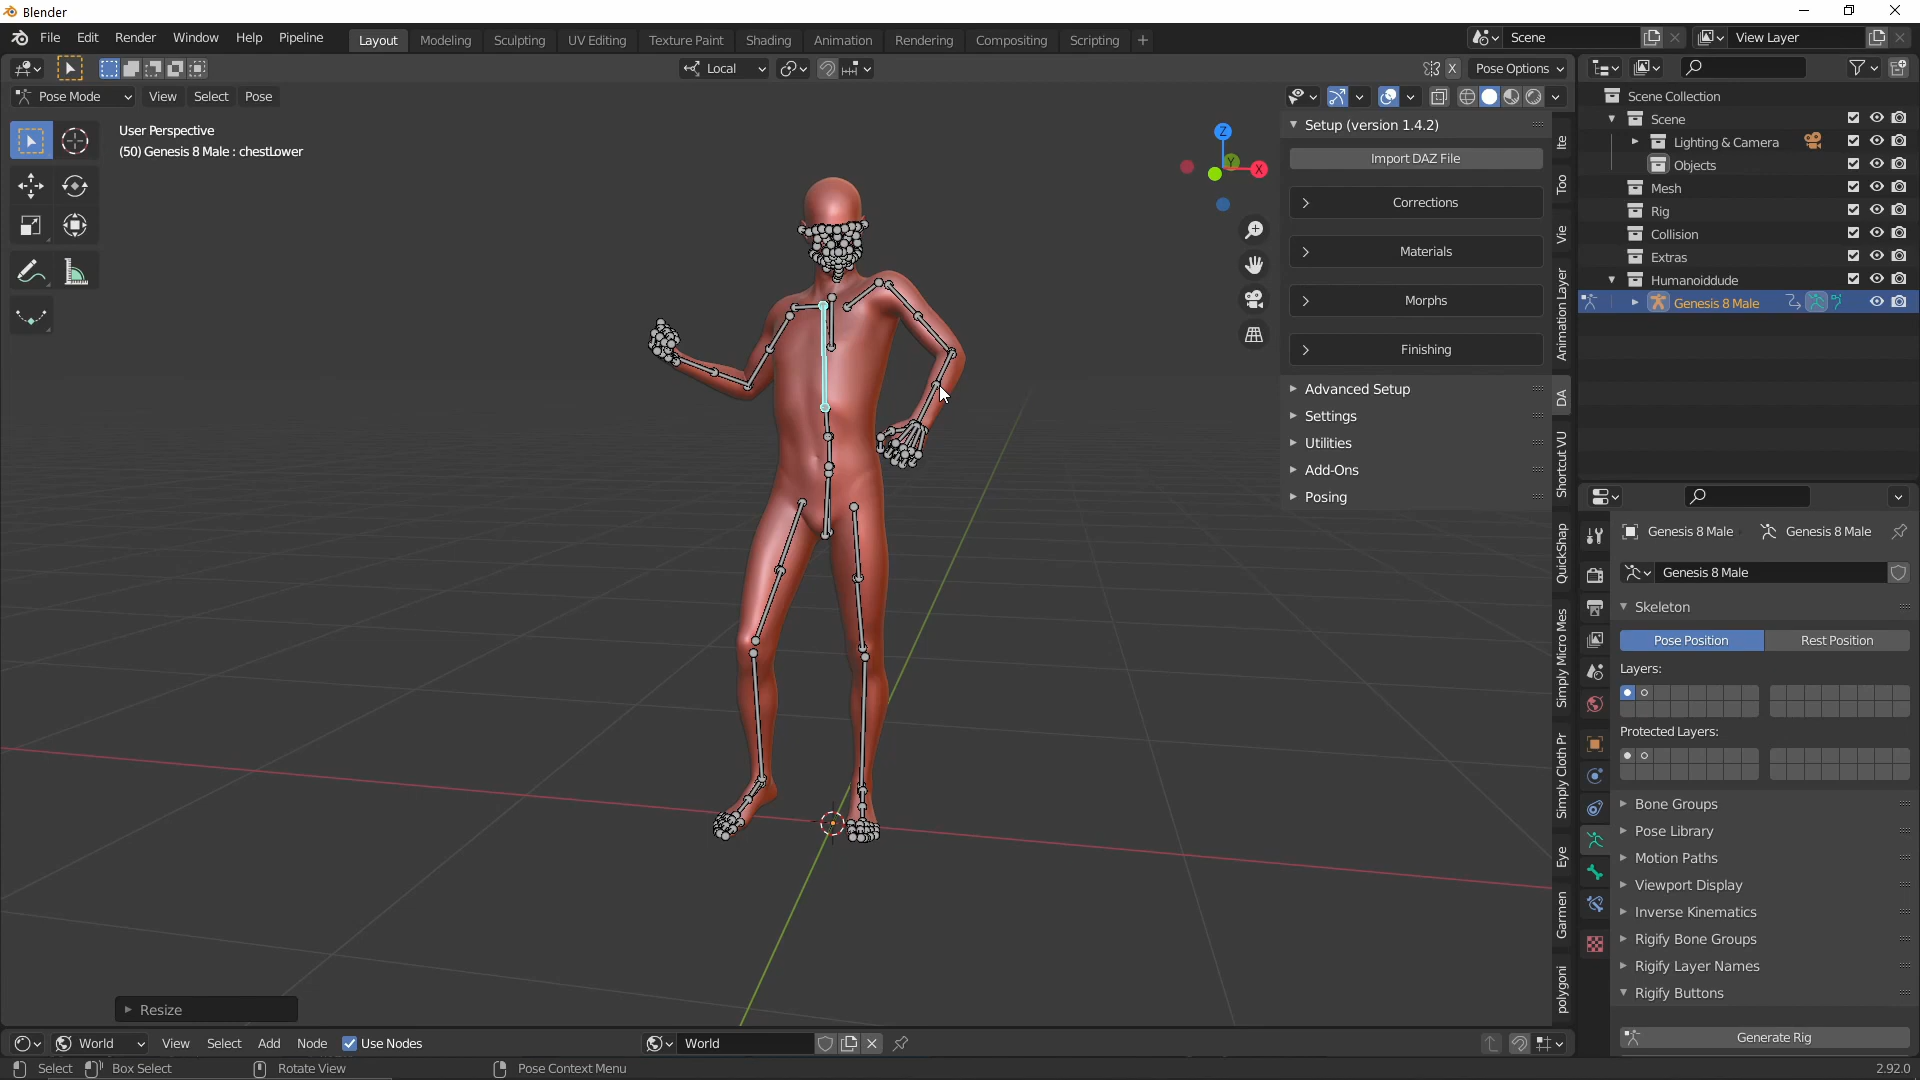 Blender
File Edit Render Window Help Pipeline
Layout Modeling Sculpting UV Editing Texture Paint Shading Animation Rendering Compositing Scripting +
Scene
View Layer
Local
X
Pose Options
Pose Mode View Select Pose
User Perspective
(50) Genesis 8 Male : chestLower
Z
Y
X
Setup (version 1.4.2)
Import DAZ File
Corrections
Materials
Morphs
Finishing
Advanced Setup
Settings
Utilities
Add-Ons
Posing
Ite
Too
Vie
Animation Layer
DA
Shortcut VU
QuickShap
Simply Micro Mes
Simply Cloth Pr
Eye
Garmen
polygoni
Scene Collection
Scene
Lighting & Camera
Objects
Mesh
Rig
Collision
Extras
Humanoiddude
Genesis 8 Male
Genesis 8 Male Genesis 8 Male
Genesis 8 Male
Skeleton
Pose Position Rest Position
Layers:
Protected Layers:
Bone Groups
Pose Library
Motion Paths
Viewport Display
Inverse Kinematics
Rigify Bone Groups
Rigify Layer Names
Rigify Buttons
Generate Rig
Resize
World View Select Add Node Use Nodes
World
Select Box Select Rotate View Pose Context Menu
2.92.0